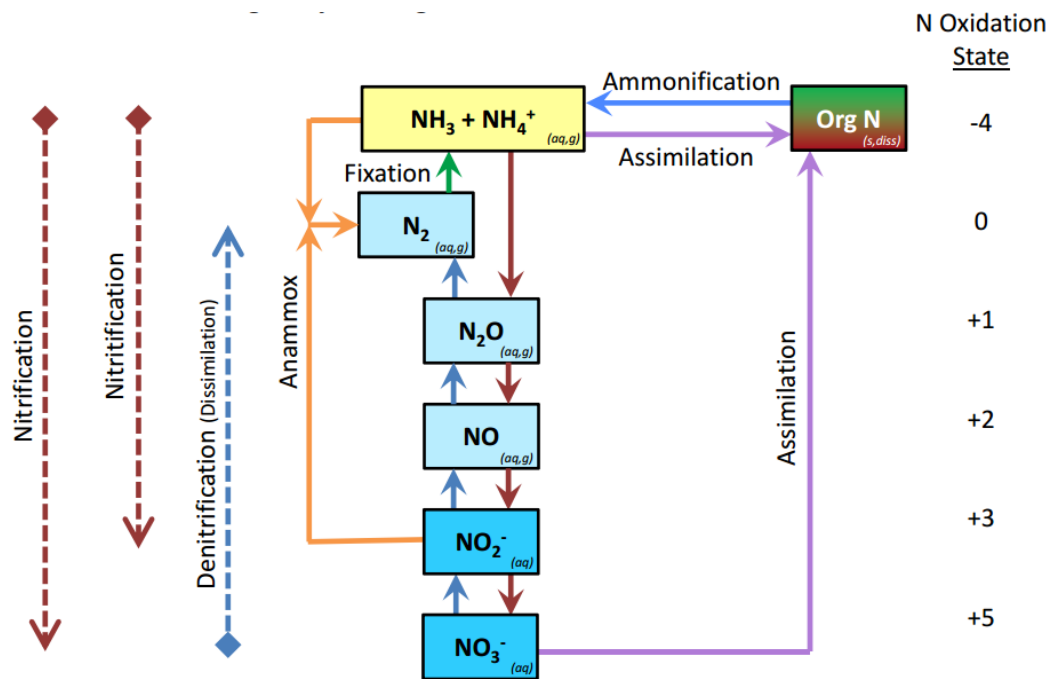 N Oxidation
State
Ammonification
NH₃ + NH₄⁺
(aq,g)
Org N
(s,diss)
-4
Assimilation
Fixation
N₂
(aq,g)
0
N₂O
(aq,g)
+1
NO
(aq,g)
+2
NO₂⁻
(aq)
+3
NO₃⁻
(aq)
+5
Nitrification
Nitritification
Denitrification (Dissimilation)
Anammox
Assimilation